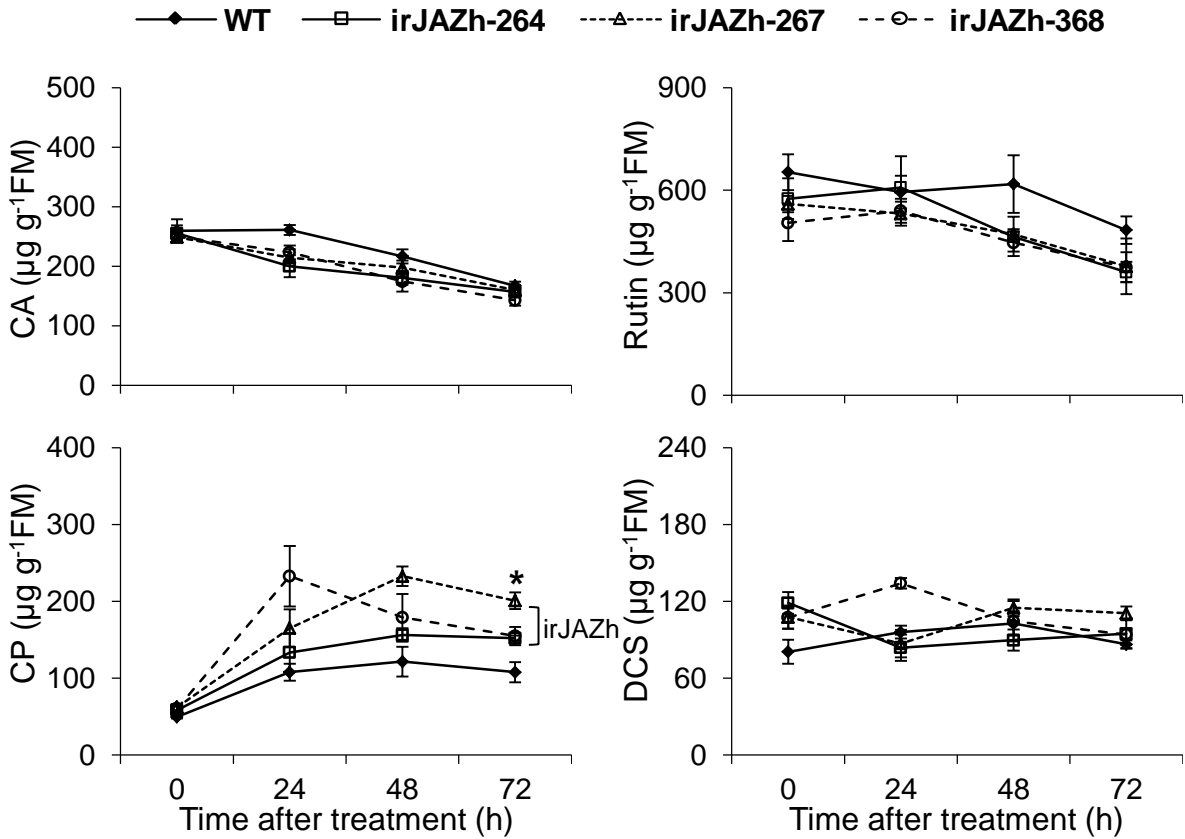 WT irJAZh-264 irJAZh-267 irJAZh-368
CA (µg g-1FM)
500
400
300
200
100
0
Rutin (µg g-1FM)
900
600
300
0
CP (µg g-1FM)
400
300
200
100
0
*
irJAZh
0 24 48 72
Time after treatment (h)
DCS (µg g-1FM)
240
180
120
60
0
0 24 48 72
Time after treatment (h)